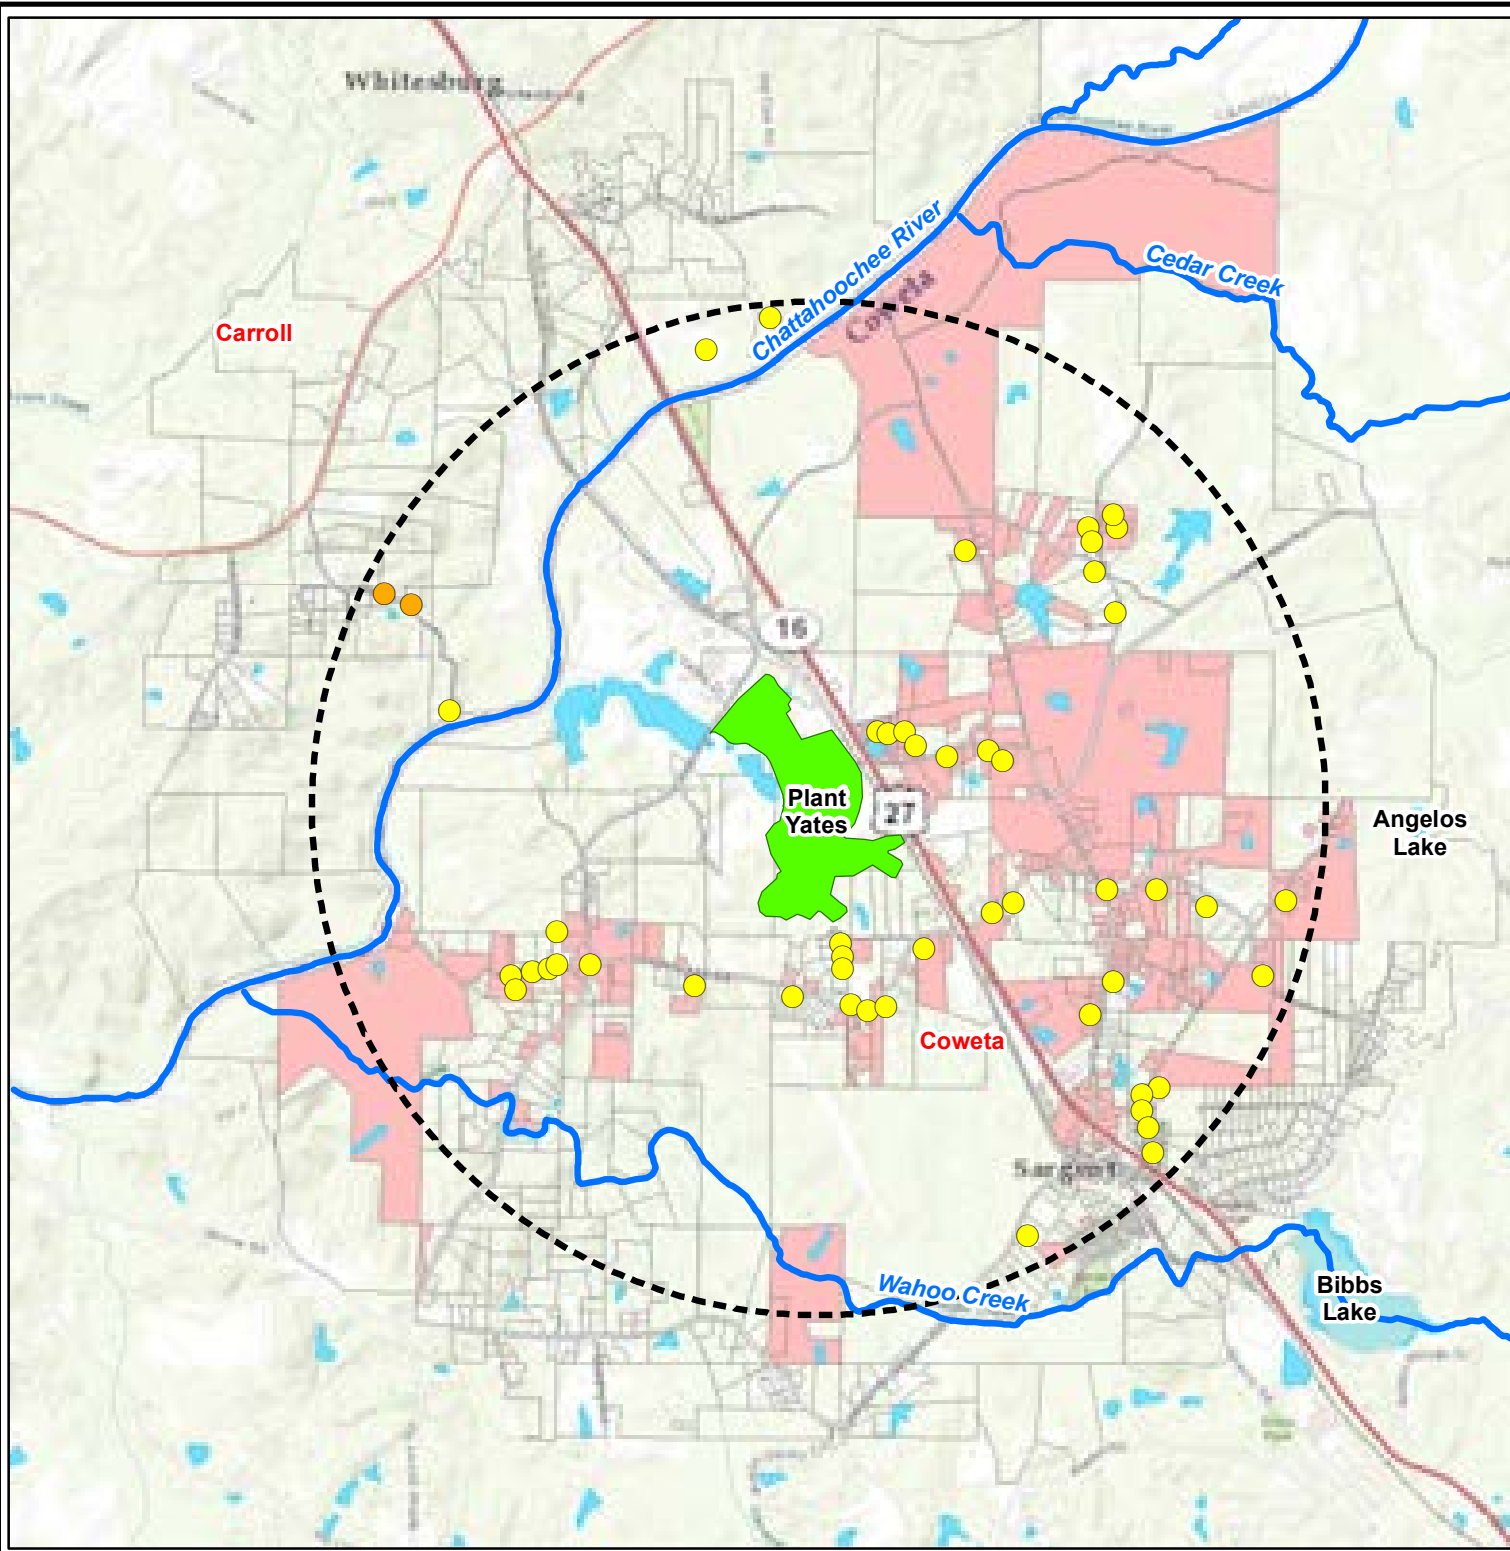 Whitesburg
Chattahoochee River
Coweta
Cedar Creek
Carroll
16
Plant
Yates
27
Angelos
Lake
Coweta
Sargent
Wahoo Creek
Bibbs
Lake